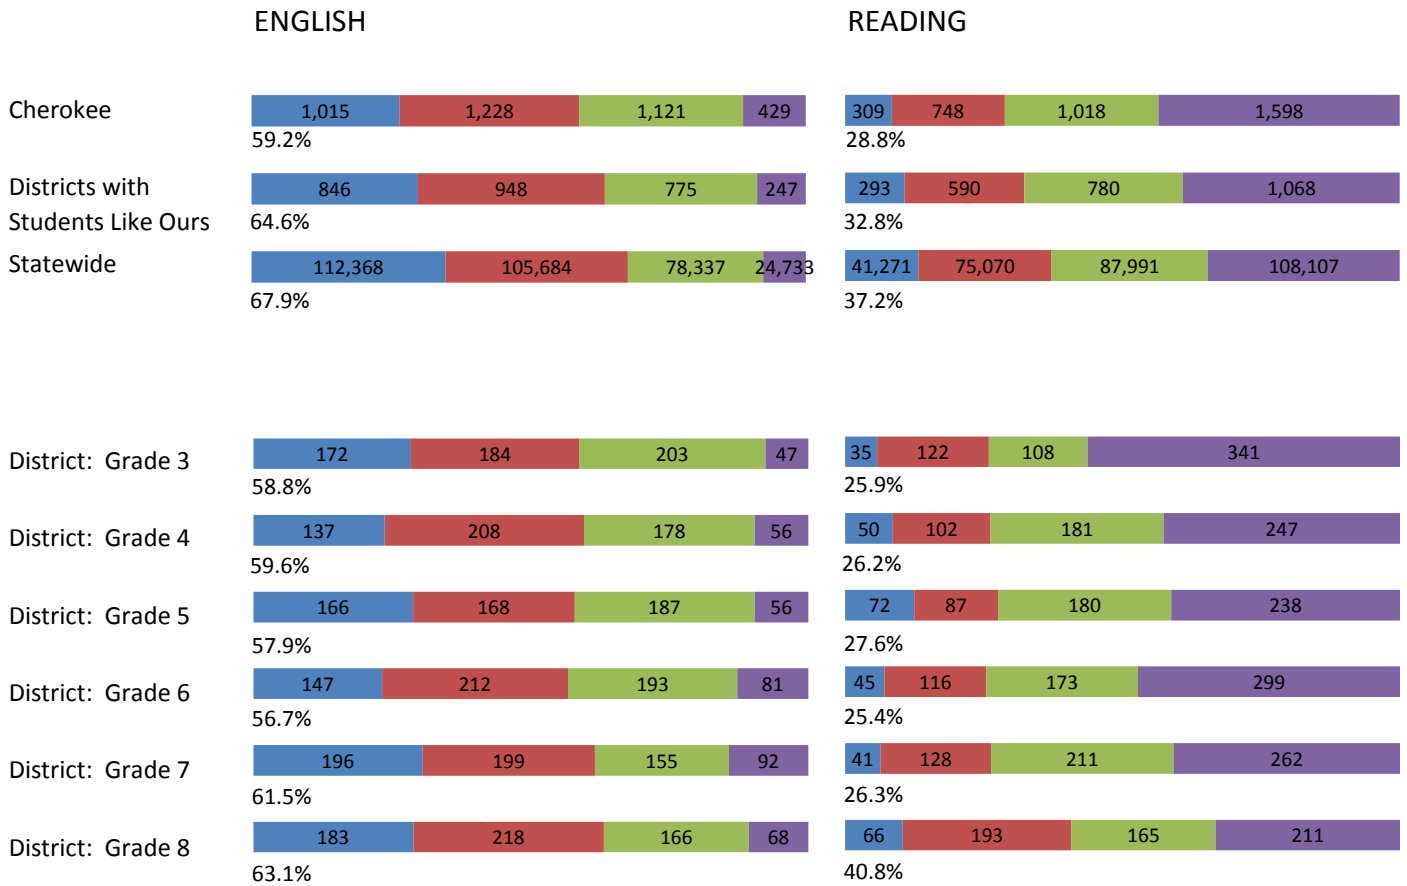 ENGLISH READING
Cherokee 1,015 1,228 1,121 429 309 748 1,018 1,598
59.2% 28.8%
Districts with 846 948 775 247 293 590 780 1,068
Students Like Ours 64.6% 32.8%
Statewide 112,368 105,684 78,337 24,733 41,271 75,070 87,991 108,107
67.9% 37.2%
District: Grade 3 172 184 203 47 35 122 108 341
58.8% 25.9%
District: Grade 4 137 208 178 56 50 102 181 247
59.6% 26.2%
District: Grade 5 166 168 187 56 72 87 180 238
57.9% 27.6%
District: Grade 6 147 212 193 81 45 116 173 299
56.7% 25.4%
District: Grade 7 196 199 155 92 41 128 211 262
61.5% 26.3%
District: Grade 8 183 218 166 68 66 193 165 211
63.1% 40.8%